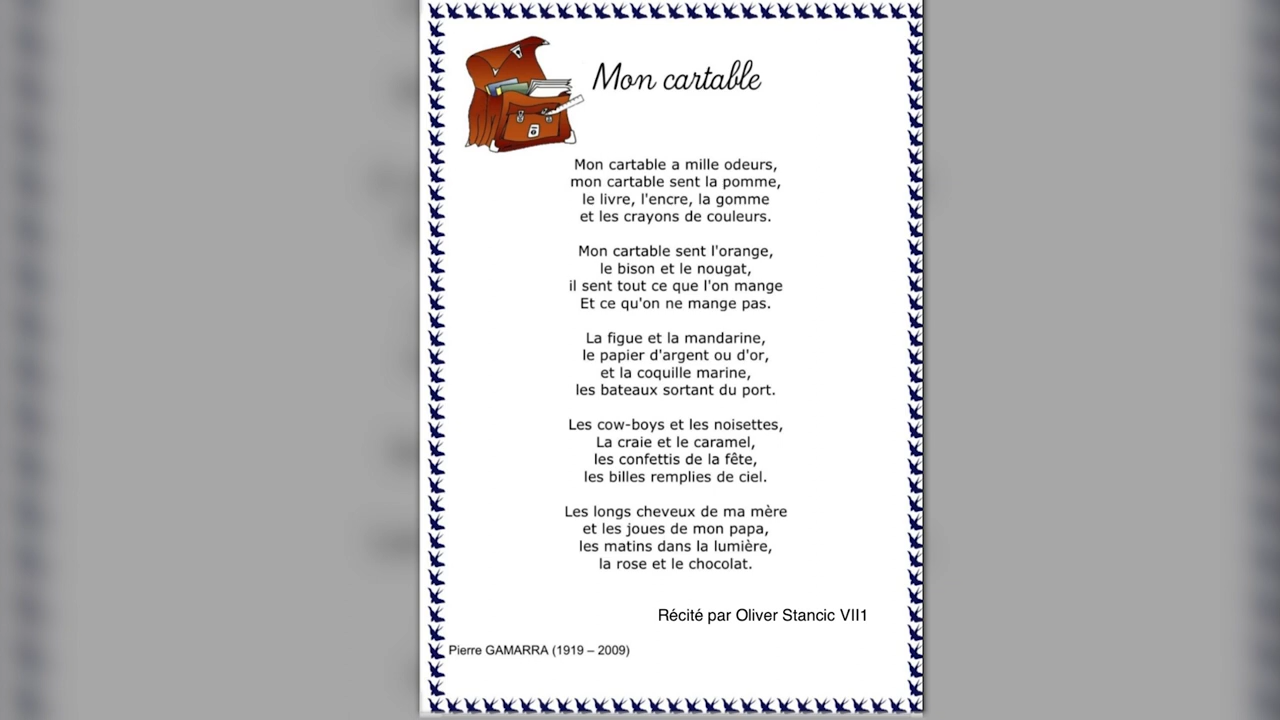 Mon cartable
Mon cartable a mille odeurs,
mon cartable sent la pomme,
le livre, l'encre, la gomme
et les crayons de couleurs.
Mon cartable sent l'orange,
le bison et le nougat,
il sent tout ce que l'on mange
Et ce qu'on ne mange pas.
La figue et la mandarine,
le papier d'argent ou d'or,
et la coquille marine,
les bateaux sortant du port.
Les cow-boys et les noisettes,
La craie et le caramel,
les confettis de la fête,
les billes remplies de ciel.
Les longs cheveux de ma mère
et les joues de mon papa,
les matins dans la lumière,
la rose et le chocolat.
Récité par Oliver Stancic VII1
Pierre GAMARRA (1919 – 2009)